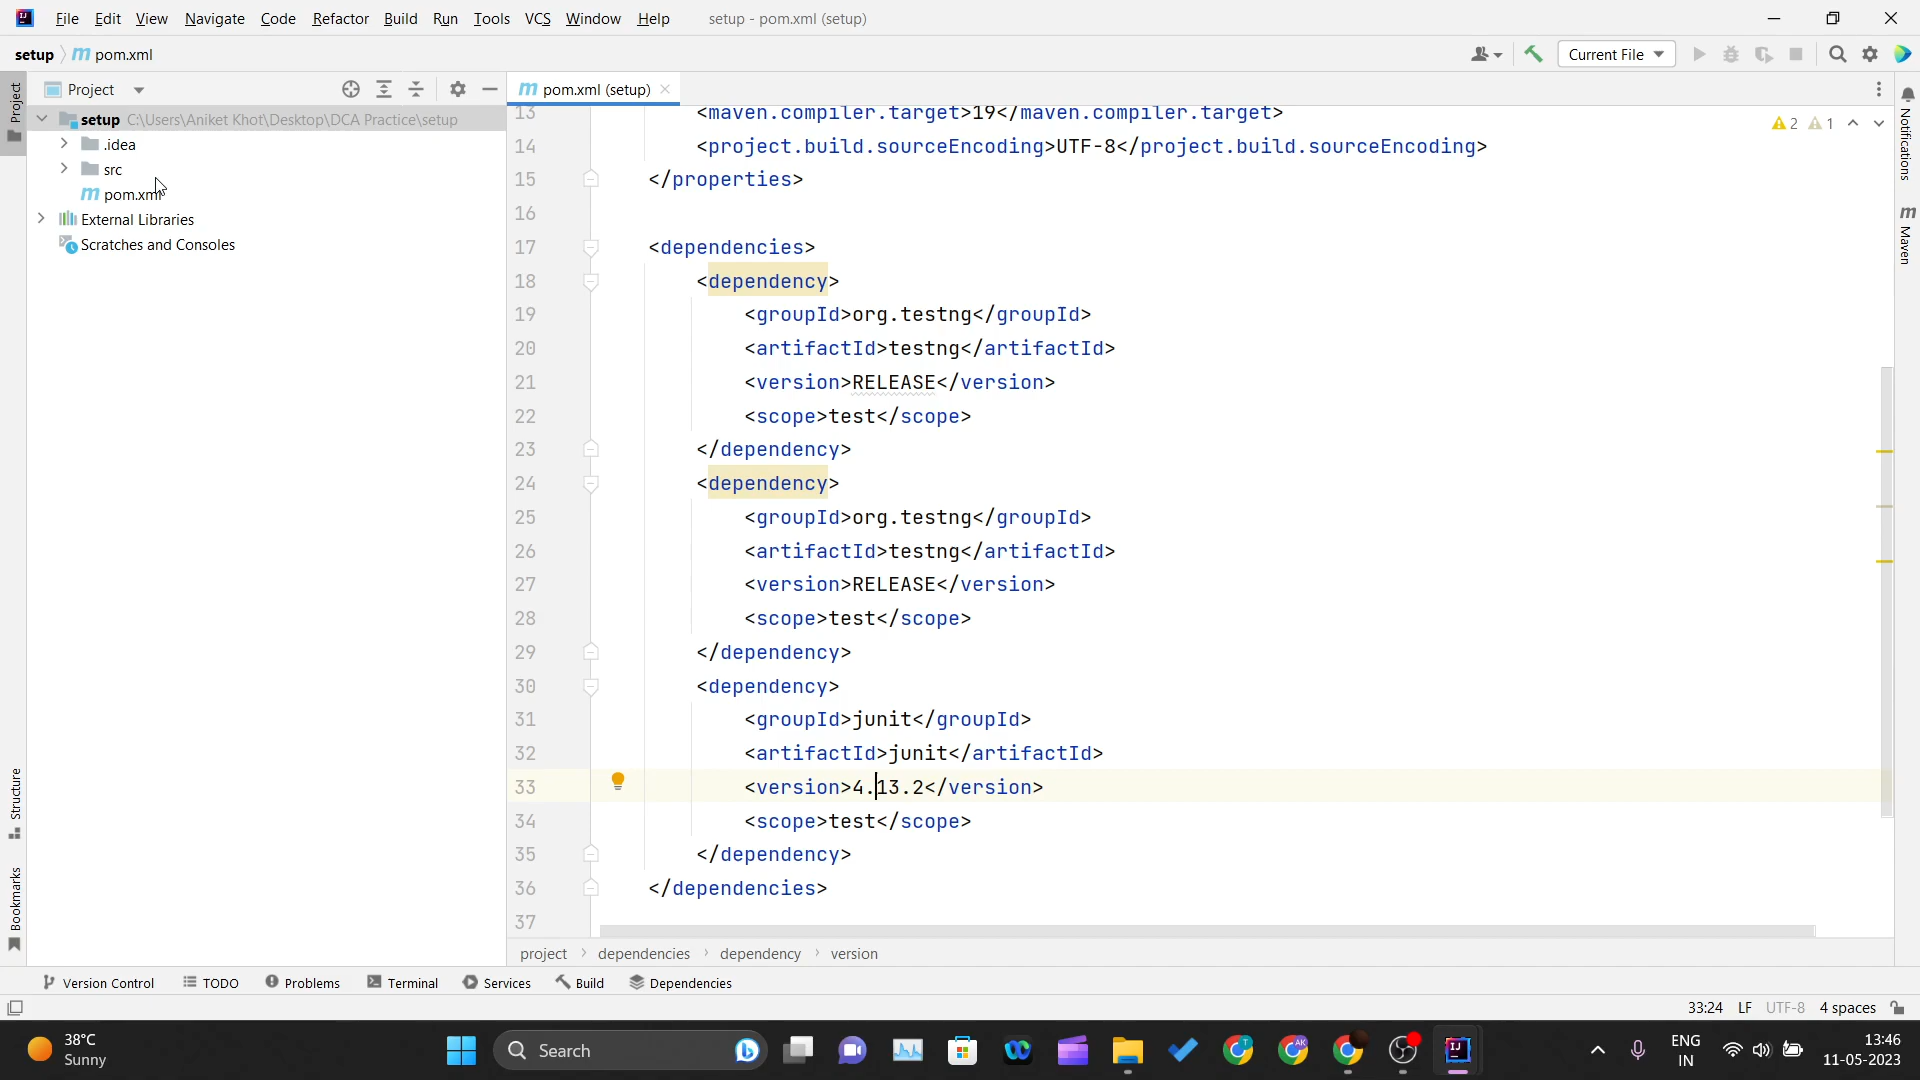 File Edit View Navigate Code Refactor Build Run Tools VCS Window Help setup - pom.xml (setup)
setup pom.xml Current File
Project pom.xml (setup)
Project
setup C:\Users\Aniket Khot\Desktop\DCA Practice\setup
.idea
src
pom.xml
External Libraries
Scratches and Consoles
Structure
Bookmarks
13 <maven.compiler.target>19</maven.compiler.target>
14 <project.build.sourceEncoding>UTF-8</project.build.sourceEncoding>
15 </properties>
16
17 <dependencies>
18 <dependency>
19 <groupId>org.testng</groupId>
20 <artifactId>testng</artifactId>
21 <version>RELEASE</version>
22 <scope>test</scope>
23 </dependency>
24 <dependency>
25 <groupId>org.testng</groupId>
26 <artifactId>testng</artifactId>
27 <version>RELEASE</version>
28 <scope>test</scope>
29 </dependency>
30 <dependency>
31 <groupId>junit</groupId>
32 <artifactId>junit</artifactId>
33 <version>4.13.2</version>
34 <scope>test</scope>
35 </dependency>
36 </dependencies>
37
2 1
Notifications
m Maven
project dependencies dependency version
Version Control TODO Problems Terminal Services Build Dependencies
33:24 LF UTF-8 4 spaces
38°C
Sunny
Search
ENG
IN
13:46
11-05-2023